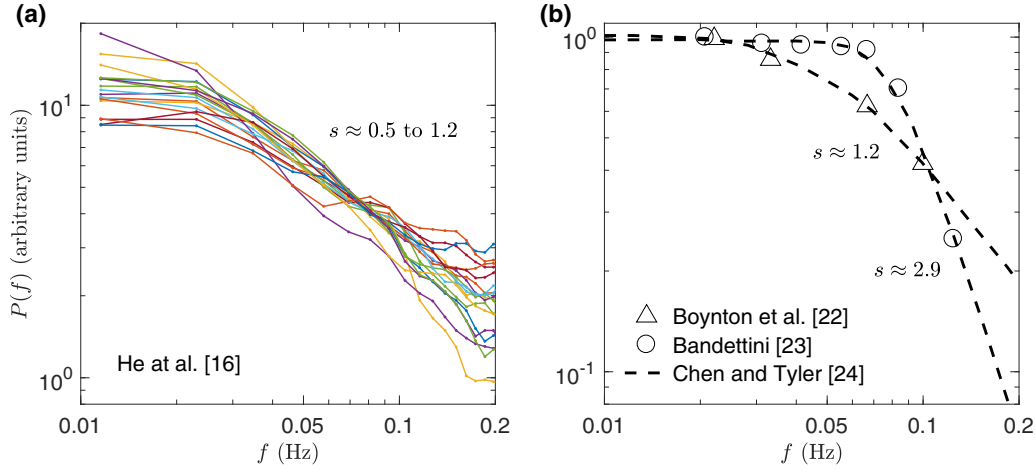 (a)
P(f) (arbitrary units)
10^1
10^0
s ≈ 0.5 to 1.2
He at al. [16]
0.01 0.05 0.1 0.2
f (Hz)
(b)
10^0
10^-1
s ≈ 1.2
s ≈ 2.9
Boynton et al. [22]
Bandettini [23]
Chen and Tyler [24]
0.01 0.05 0.1 0.2
f (Hz)